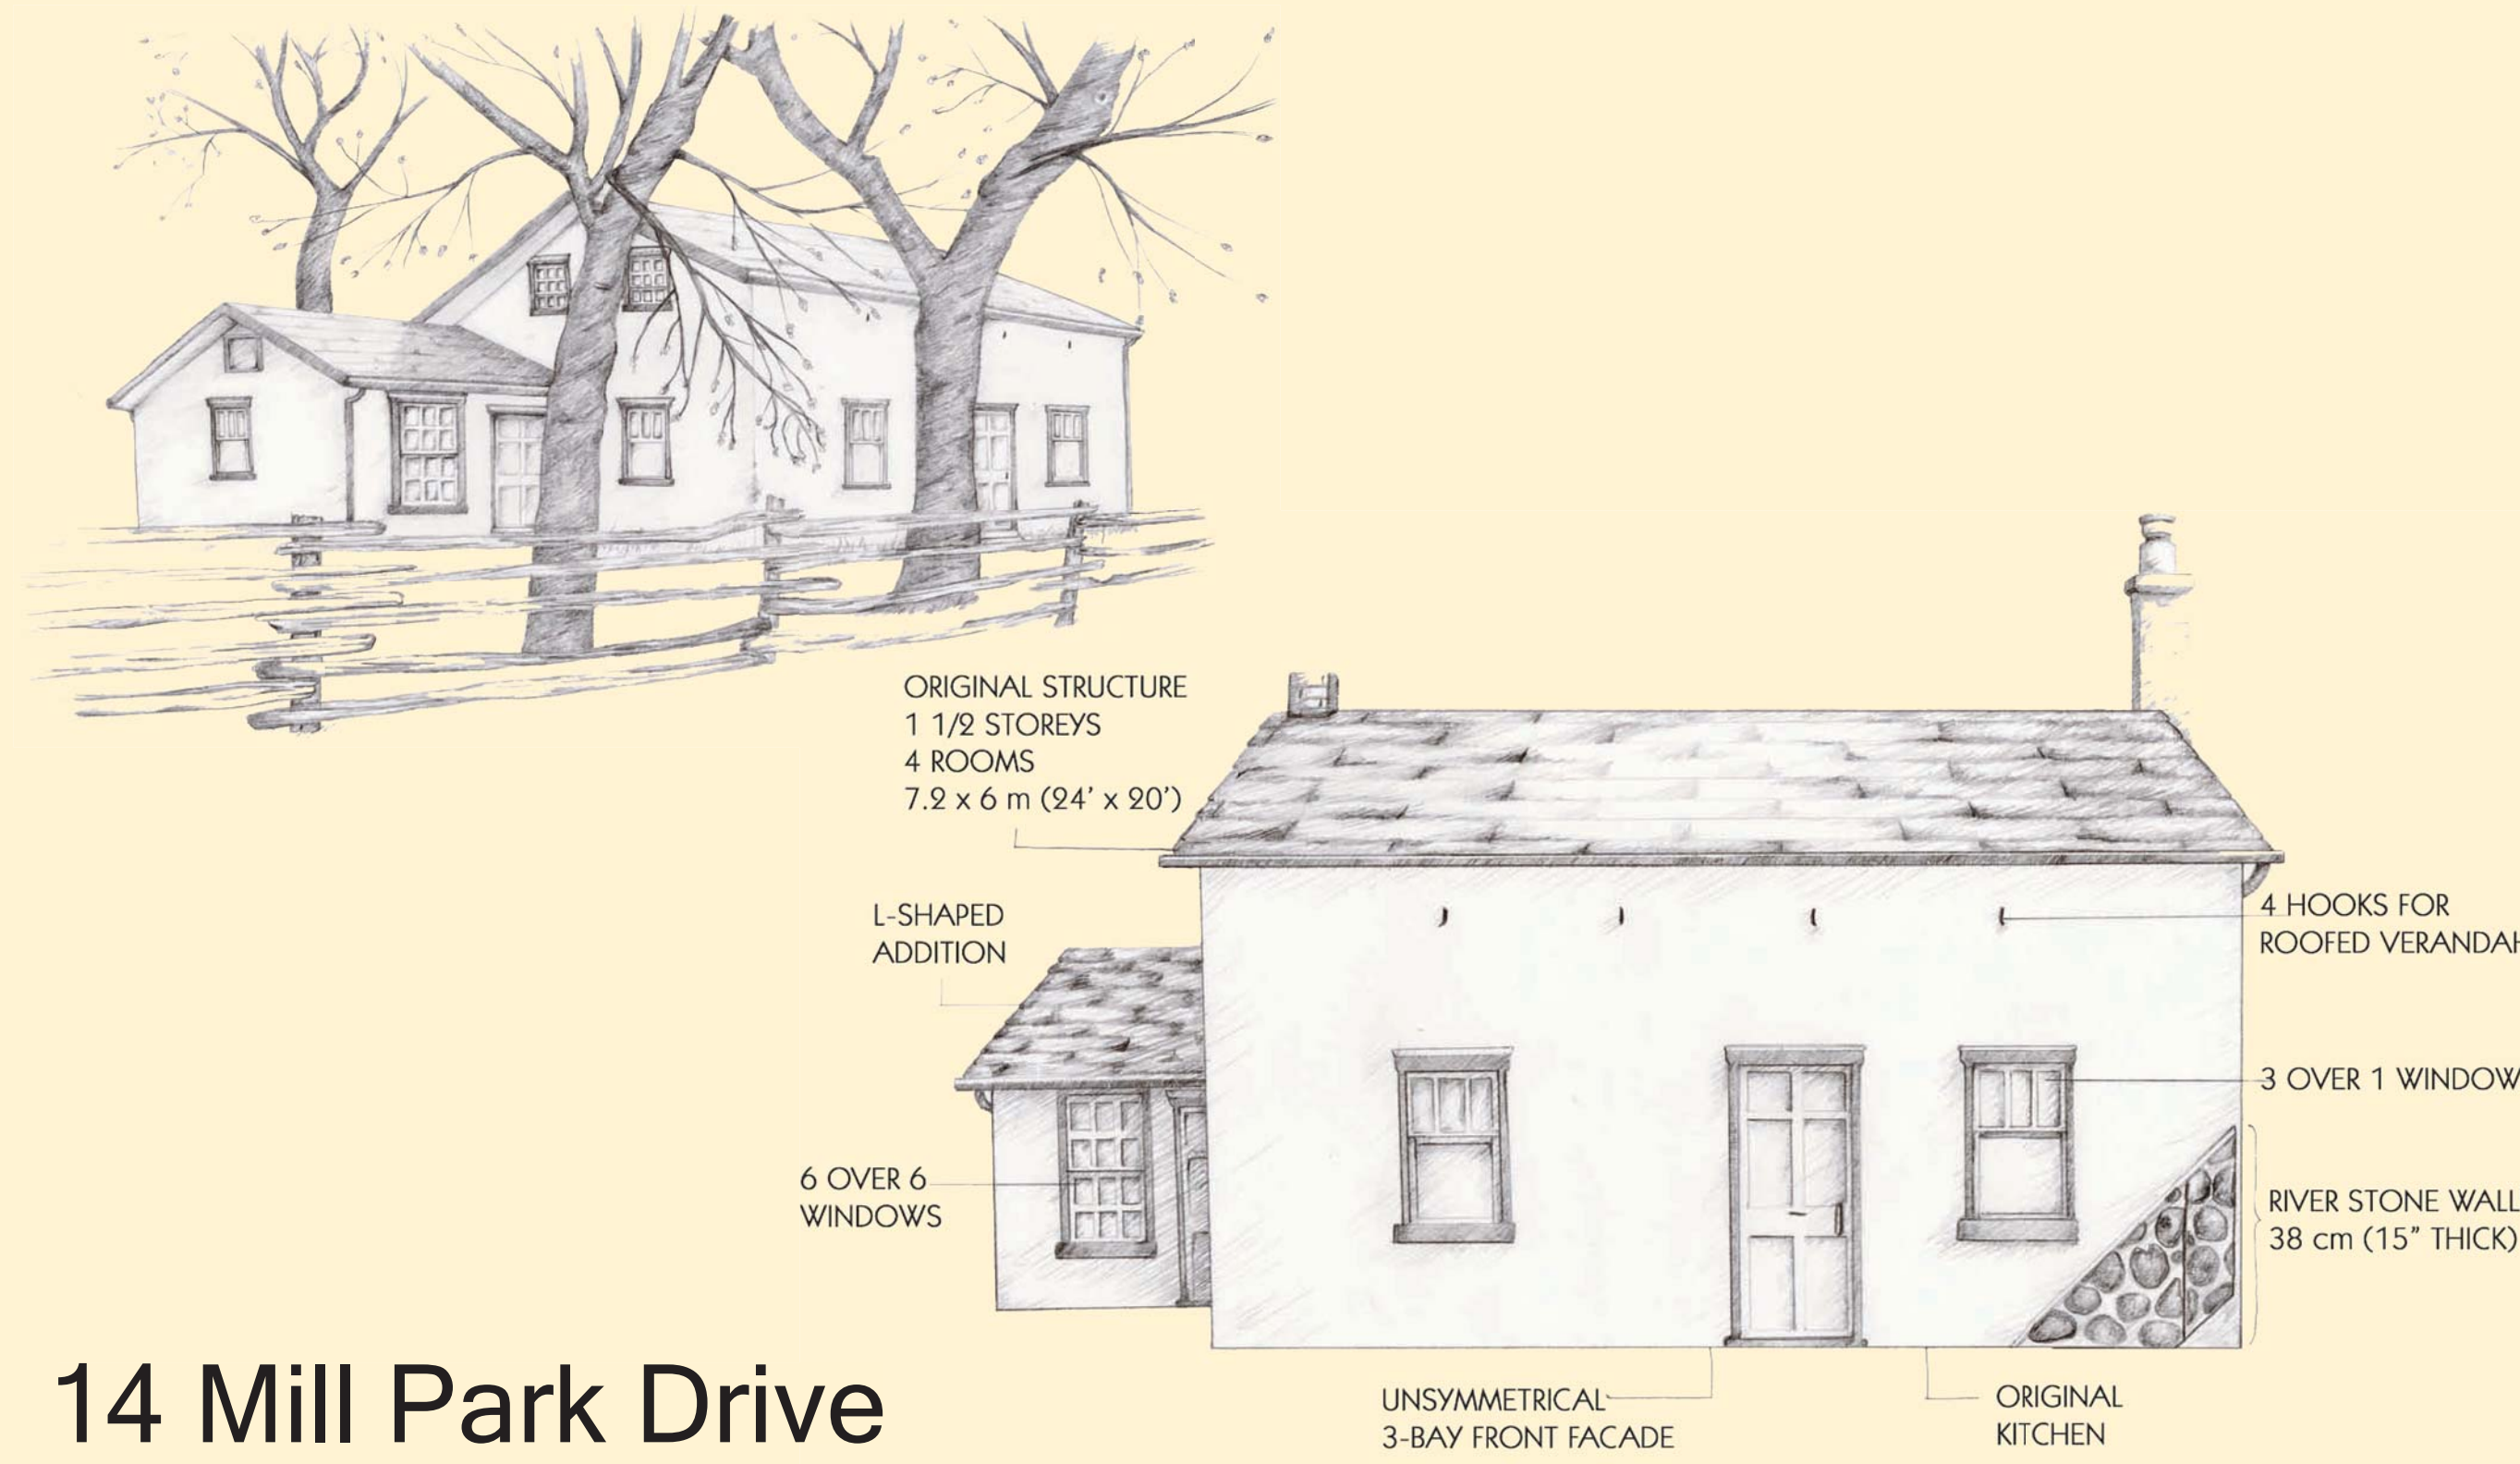 ORIGINAL STRUCTURE
1 1/2 STOREYS
4 ROOMS
7.2 x 6 m (24' x 20')
L-SHAPED
ADDITION
4 HOOKS FOR
ROOFED VERANDAH
3 OVER 1 WINDOW
6 OVER 6
WINDOWS
RIVER STONE WALL
38 cm (15” THICK)
UNSYMMETRICAL
3-BAY FRONT FACADE
ORIGINAL
KITCHEN
14 Mill Park Drive